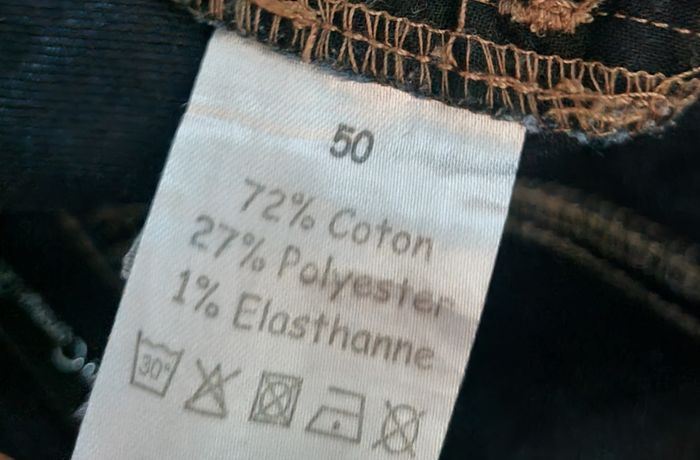 50
72% Coton
27% Polyester
1% Elasthanne
30°